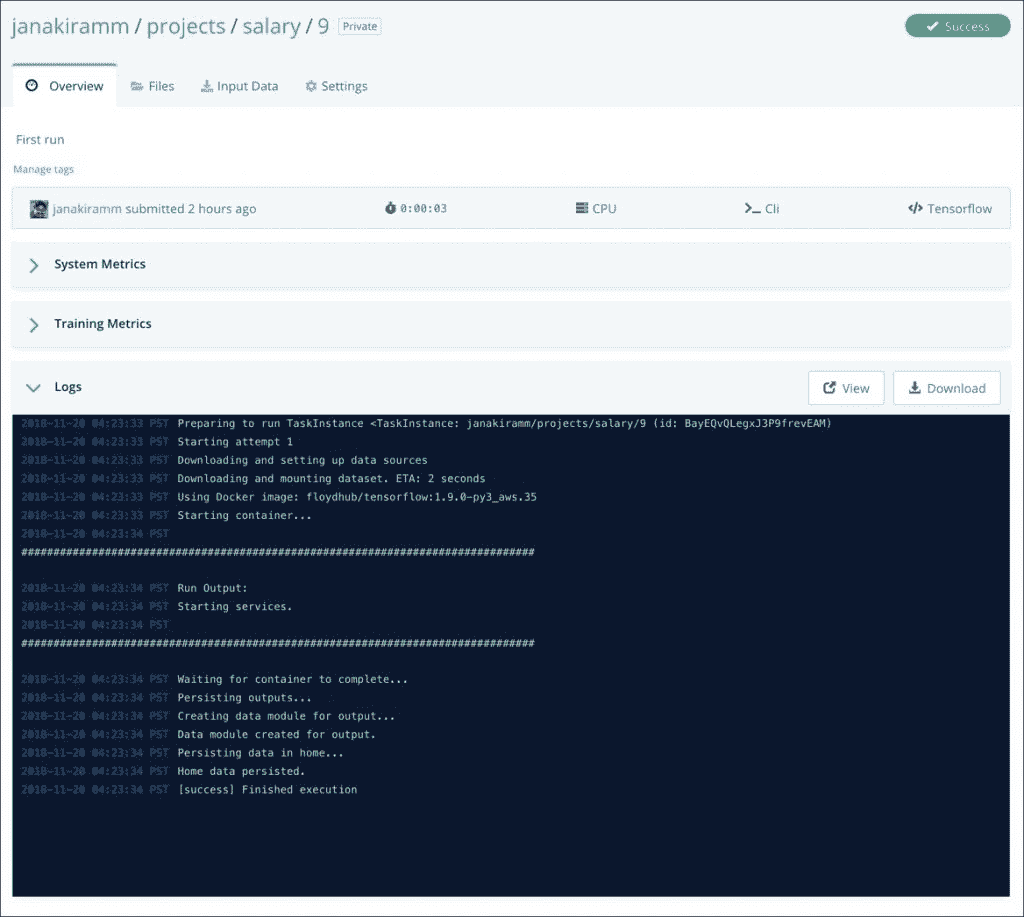 janakiramm / projects / salary / 9 Private Success
Overview Files Input Data Settings
First run
Manage tags
janakiramm submitted 2 hours ago 0:00:03 CPU Cli Tensorflow
System Metrics
Training Metrics
Logs View Download
2018-11-20 04:23:33 PST Preparing to run TaskInstance <TaskInstance: janakiramm/projects/salary/9 (id: BayEQvQLegxJ3P9frevEAM)
2018-11-20 04:23:33 PST Starting attempt 1
2018-11-20 04:23:33 PST Downloading and setting up data sources
2018-11-20 04:23:33 PST Downloading and mounting dataset. ETA: 2 seconds
2018-11-20 04:23:33 PST Using Docker image: floydhub/tensorflow:1.9.0-py3_aws.35
2018-11-20 04:23:33 PST Starting container...
2018-11-20 04:23:34 PST
################################################################################
2018-11-20 04:23:34 PST Run Output:
2018-11-20 04:23:34 PST Starting services.
2018-11-20 04:23:34 PST
################################################################################
2018-11-20 04:23:34 PST Waiting for container to complete...
2018-11-20 04:23:34 PST Persisting outputs...
2018-11-20 04:23:34 PST Creating data module for output...
2018-11-20 04:23:34 PST Data module created for output.
2018-11-20 04:23:34 PST Persisting data in home...
2018-11-20 04:23:34 PST Home data persisted.
2018-11-20 04:23:34 PST [success] Finished execution